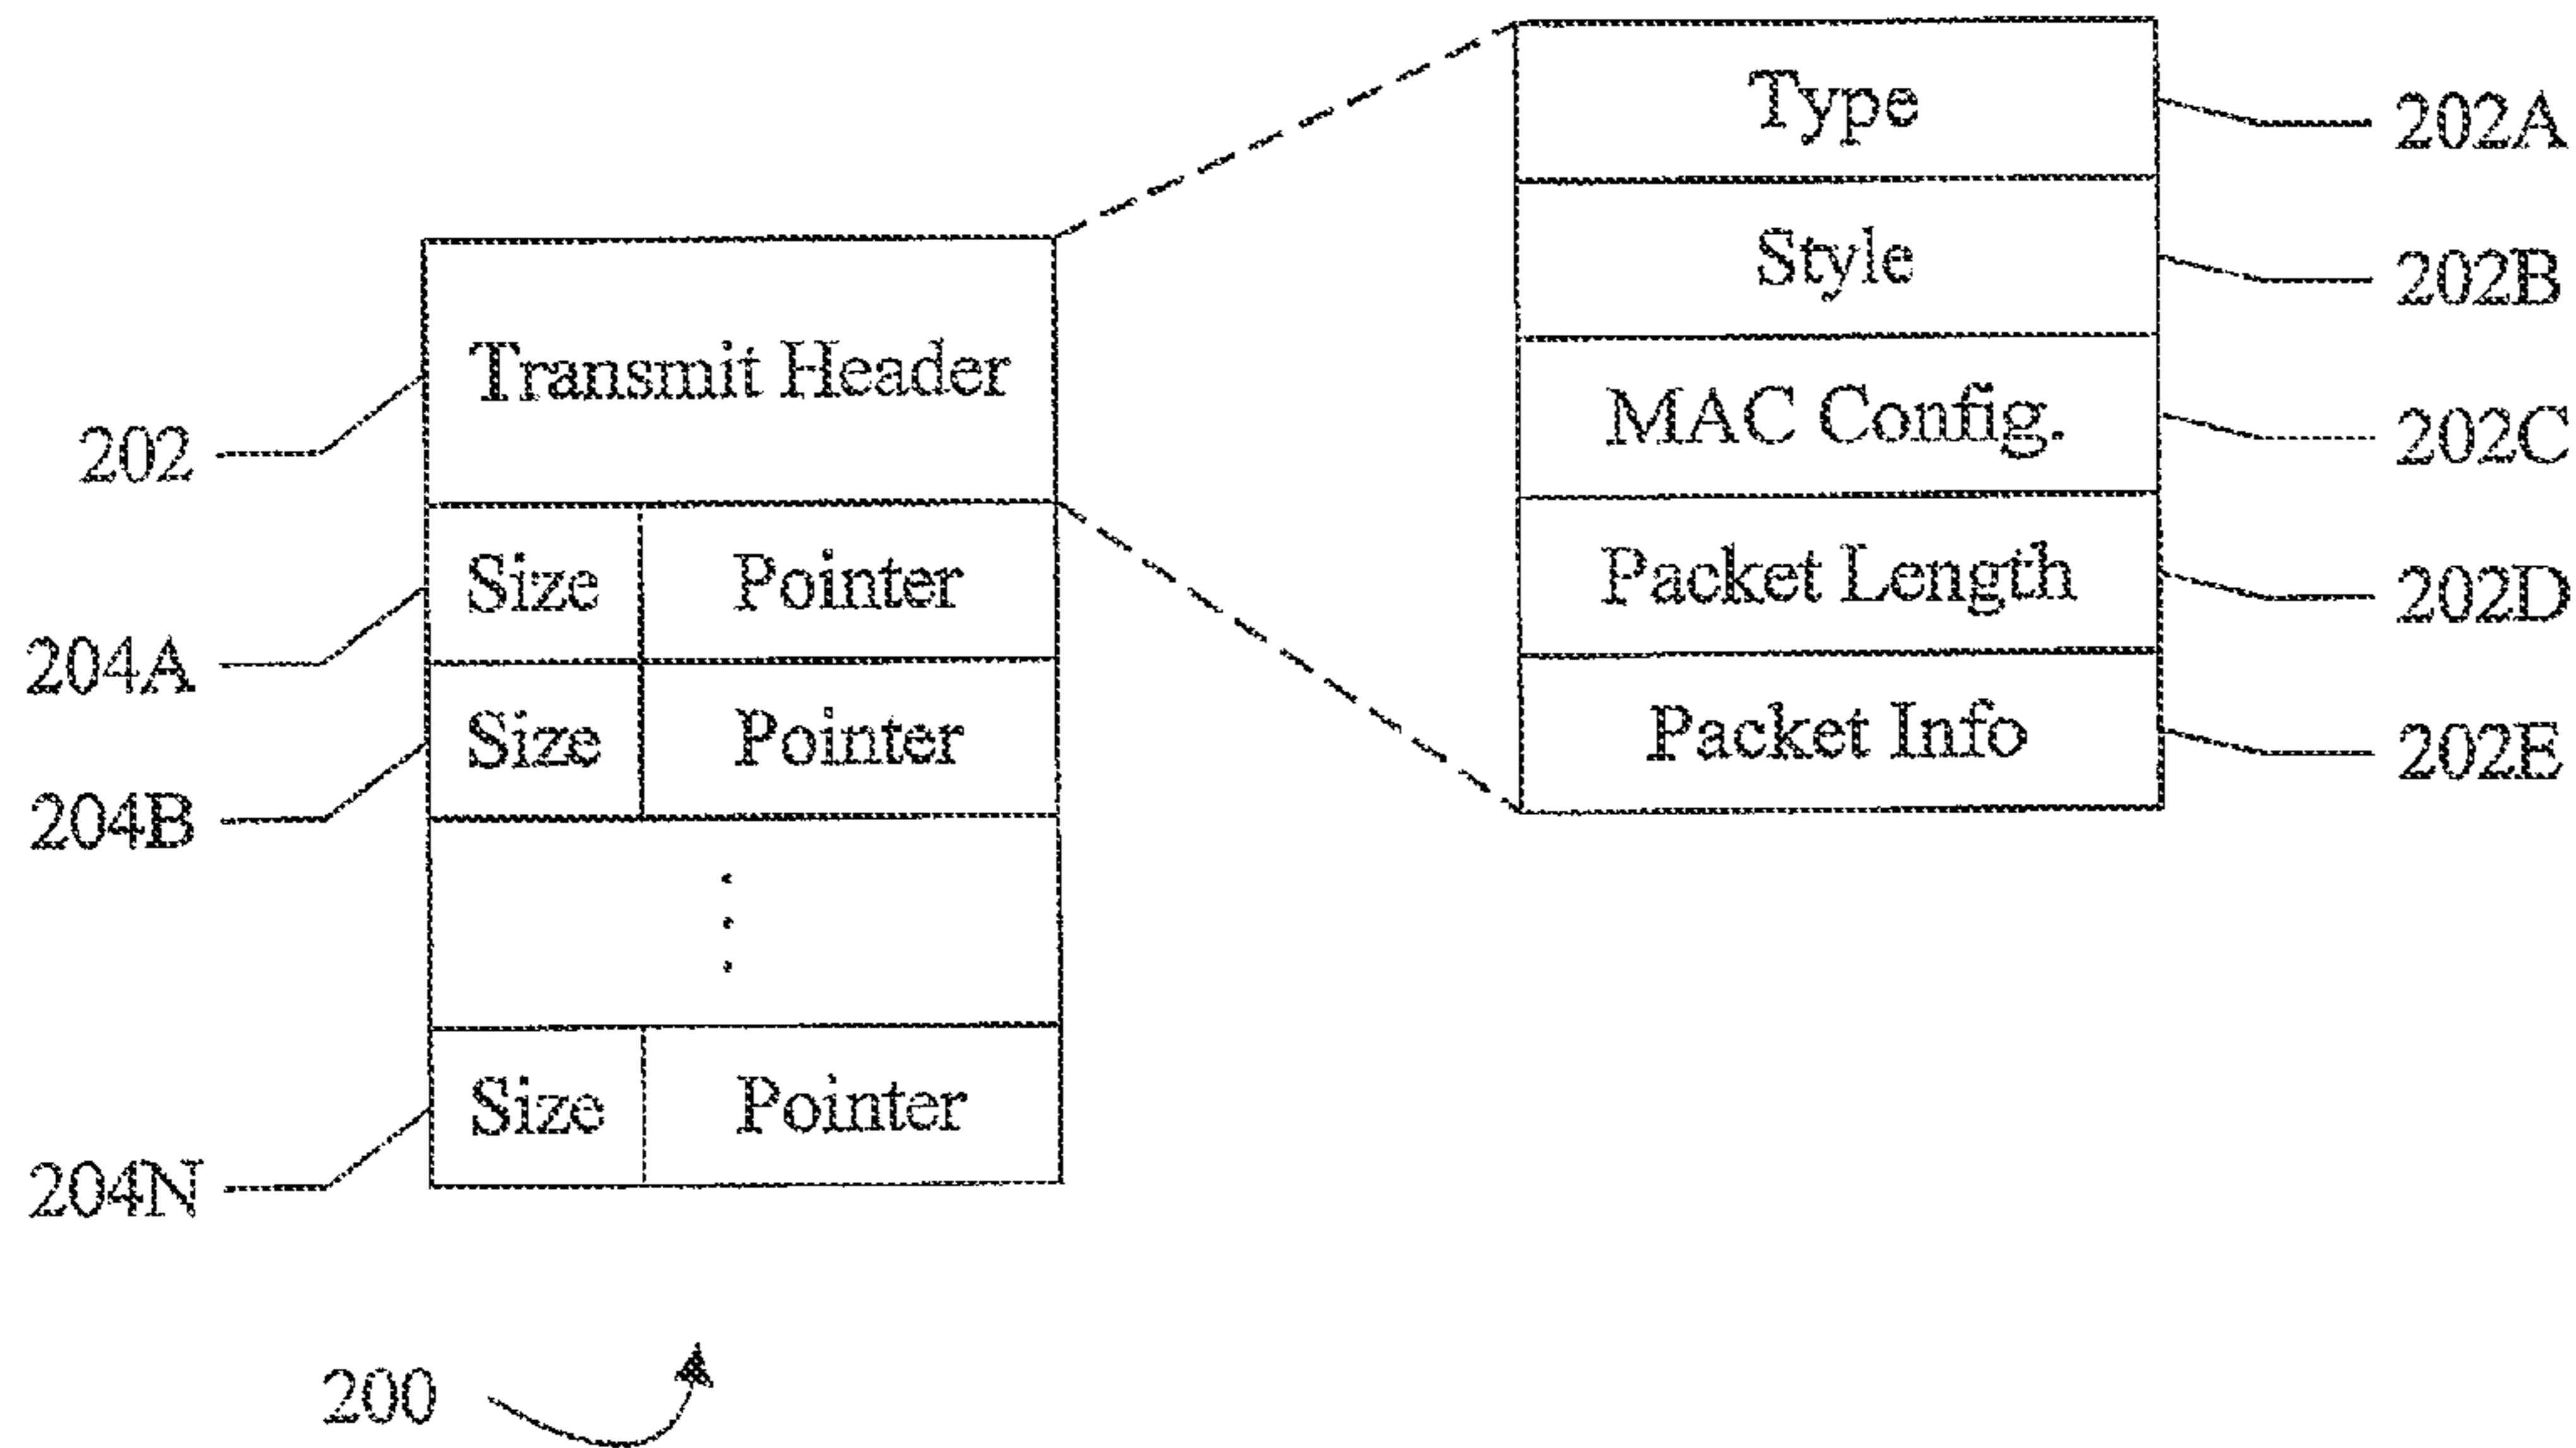 Transmit Header
202
Size Pointer
204A
Size Pointer
204B
Size Pointer
204N
200
Type
202A
Style
202B
MAC Config.
202C
Packet Length
202D
Packet Info
202E